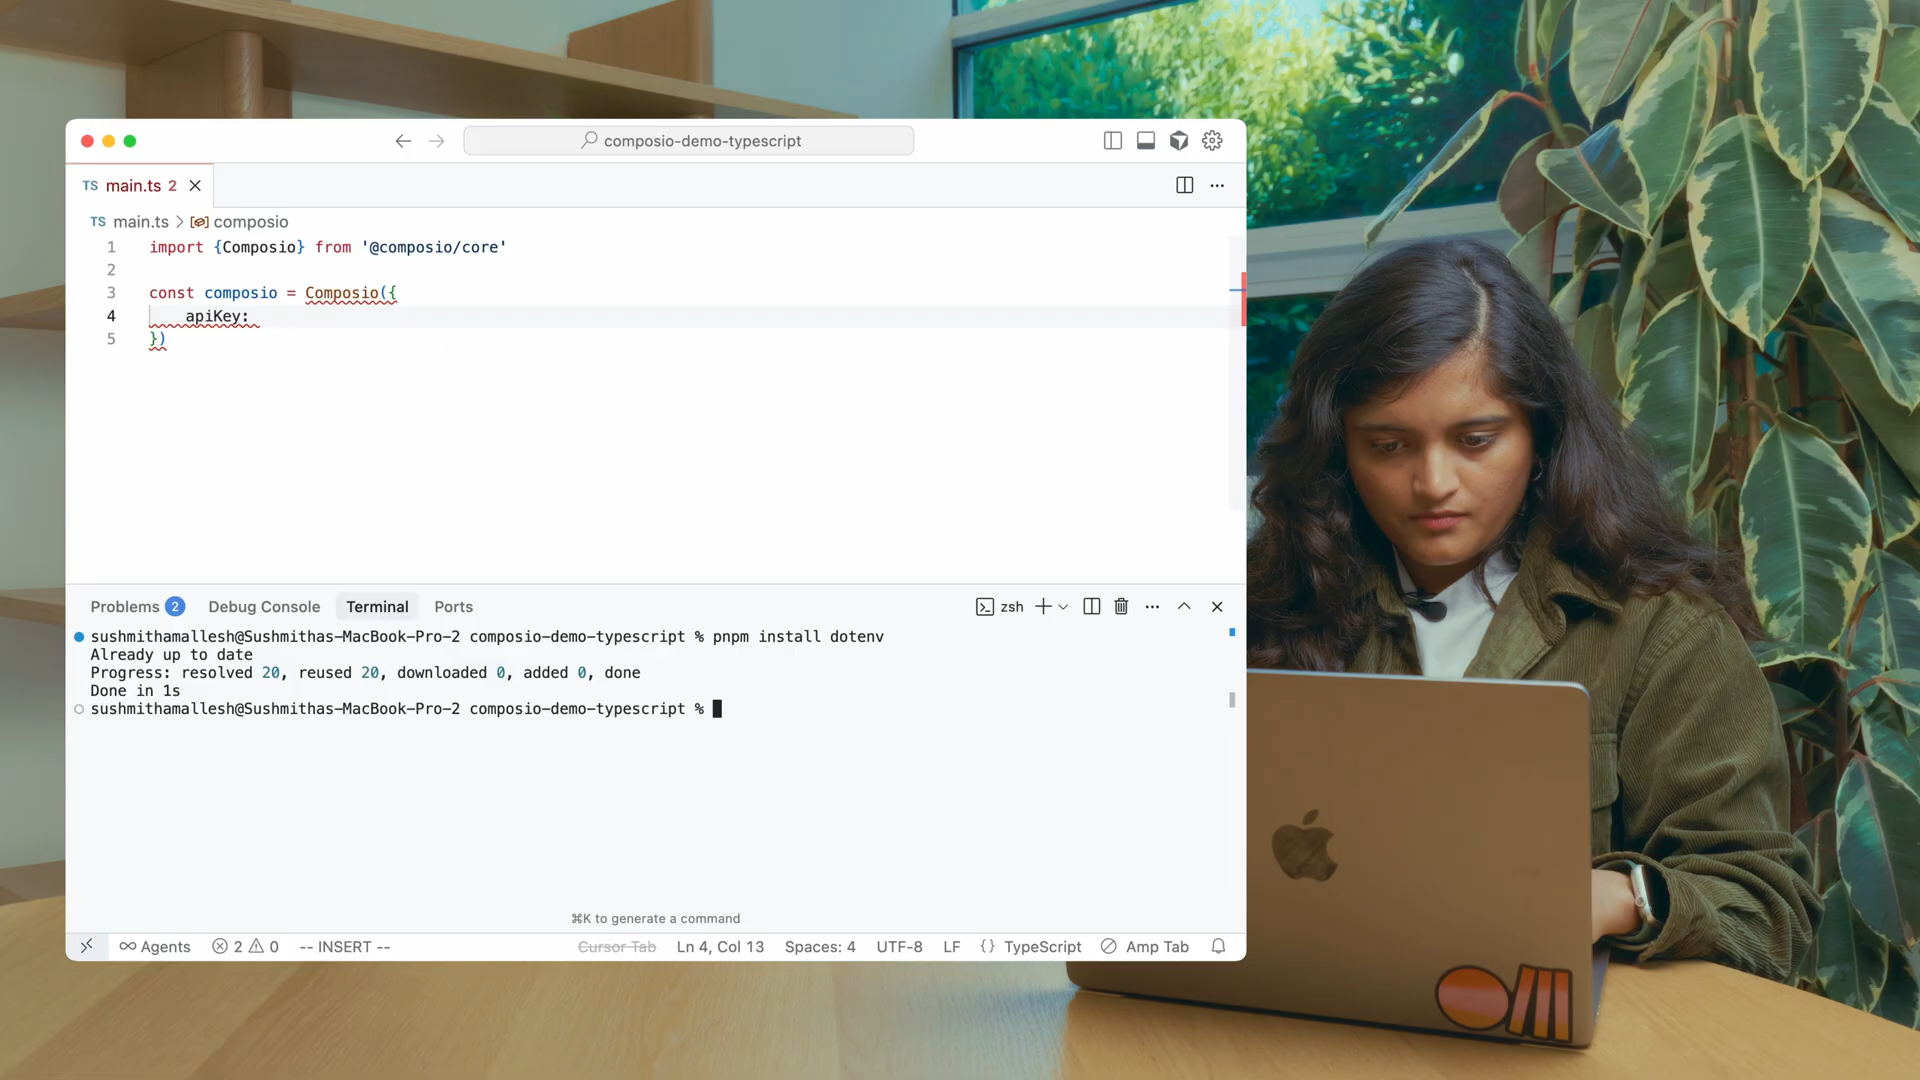 composio-demo-typescript
TS main.ts 2
TS main.ts > composio
1 import {Composio} from '@composio/core'
2
3 const composio = Composio({
4 apiKey:
5 })
Problems 2 Debug Console Terminal Ports zsh
sushmithamallesh@Sushmithas-MacBook-Pro-2 composio-demo-typescript % pnpm install dotenv
Already up to date
Progress: resolved 20, reused 20, downloaded 0, added 0, done
Done in 1s
sushmithamallesh@Sushmithas-MacBook-Pro-2 composio-demo-typescript %
⌘K to generate a command
Agents 2 0 -- INSERT -- Cursor Tab Ln 4, Col 13 Spaces: 4 UTF-8 LF {} TypeScript Amp Tab